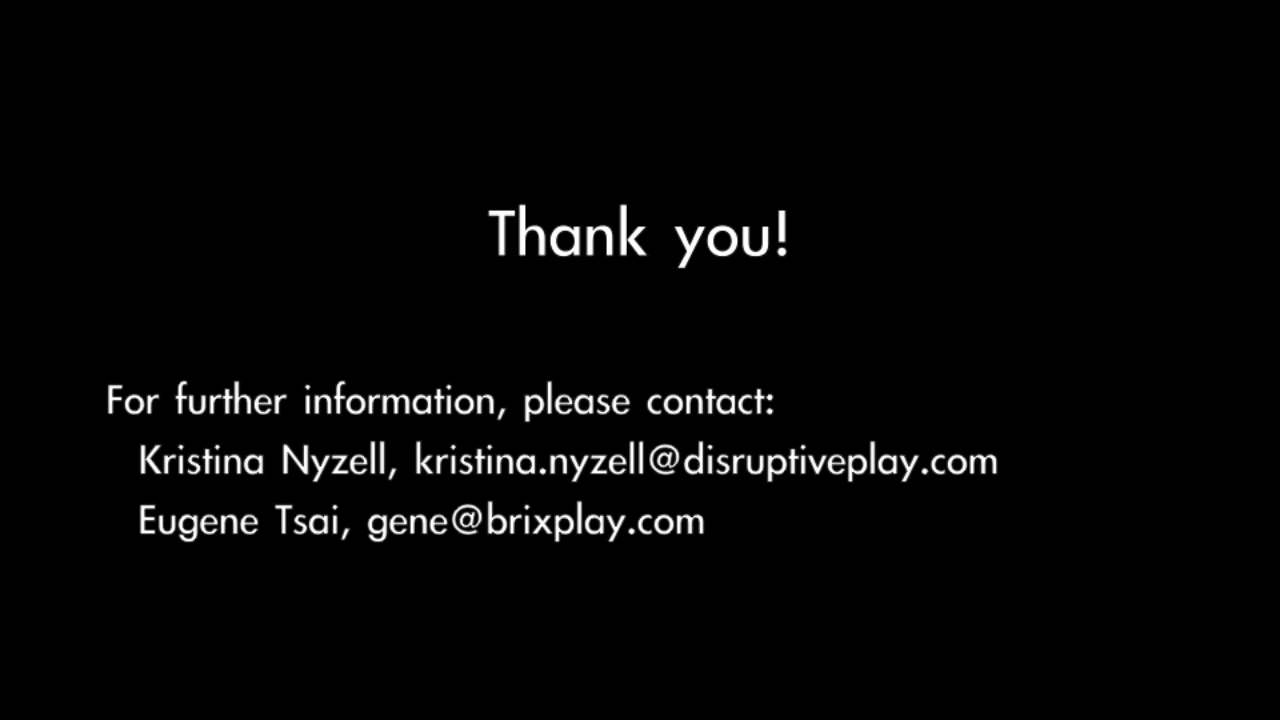 Thank you!
For further information, please contact:
Kristina Nyzell, kristina.nyzell@disruptiveplay.com
Eugene Tsai, gene@brixplay.com